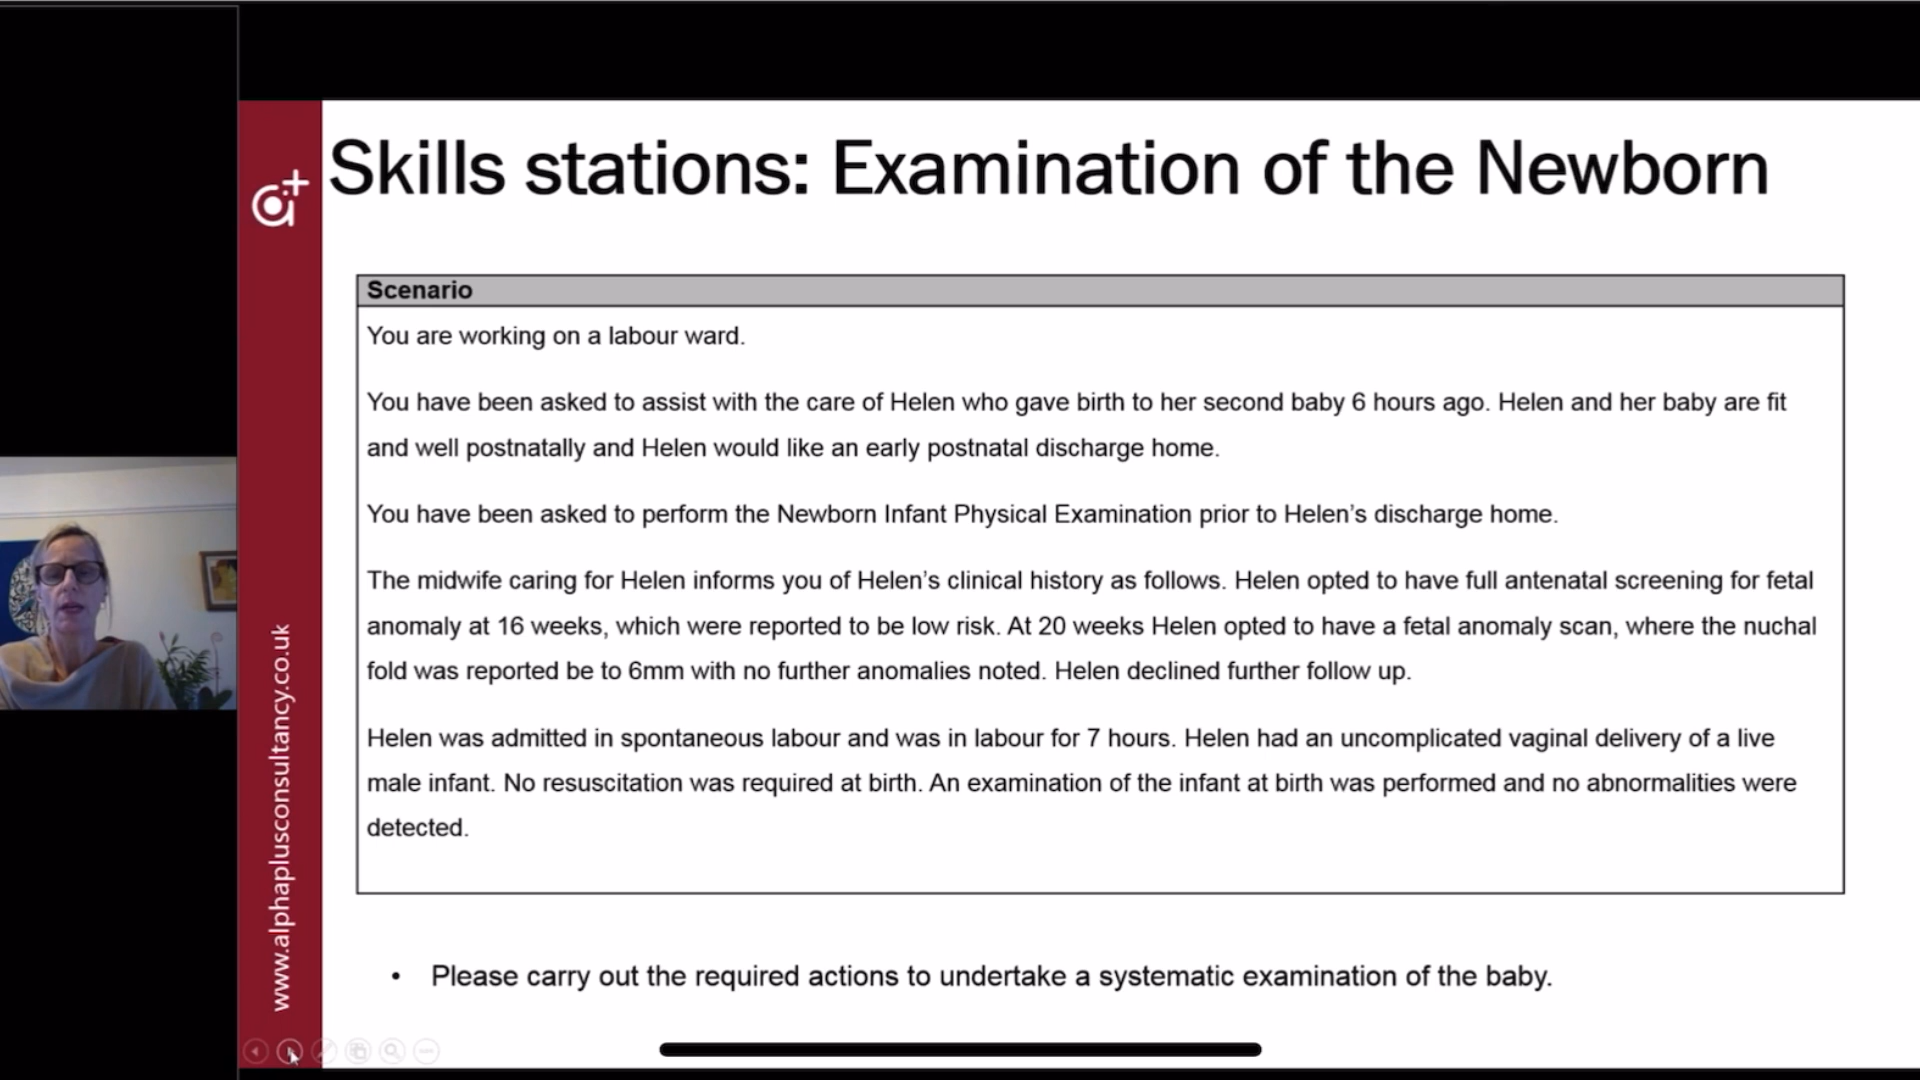 Skills stations: Examination of the Newborn
a+
Scenario
You are working on a labour ward.
You have been asked to assist with the care of Helen who gave birth to her second baby 6 hours ago. Helen and her baby are fit
and well postnatally and Helen would like an early postnatal discharge home.
You have been asked to perform the Newborn Infant Physical Examination prior to Helen’s discharge home.
The midwife caring for Helen informs you of Helen’s clinical history as follows. Helen opted to have full antenatal screening for fetal
anomaly at 16 weeks, which were reported to be low risk. At 20 weeks Helen opted to have a fetal anomaly scan, where the nuchal
fold was reported be to 6mm with no further anomalies noted. Helen declined further follow up.
Helen was admitted in spontaneous labour and was in labour for 7 hours. Helen had an uncomplicated vaginal delivery of a live
male infant. No resuscitation was required at birth. An examination of the infant at birth was performed and no abnormalities were
detected.
• Please carry out the required actions to undertake a systematic examination of the baby.
www.alphaplusconsultancy.co.uk